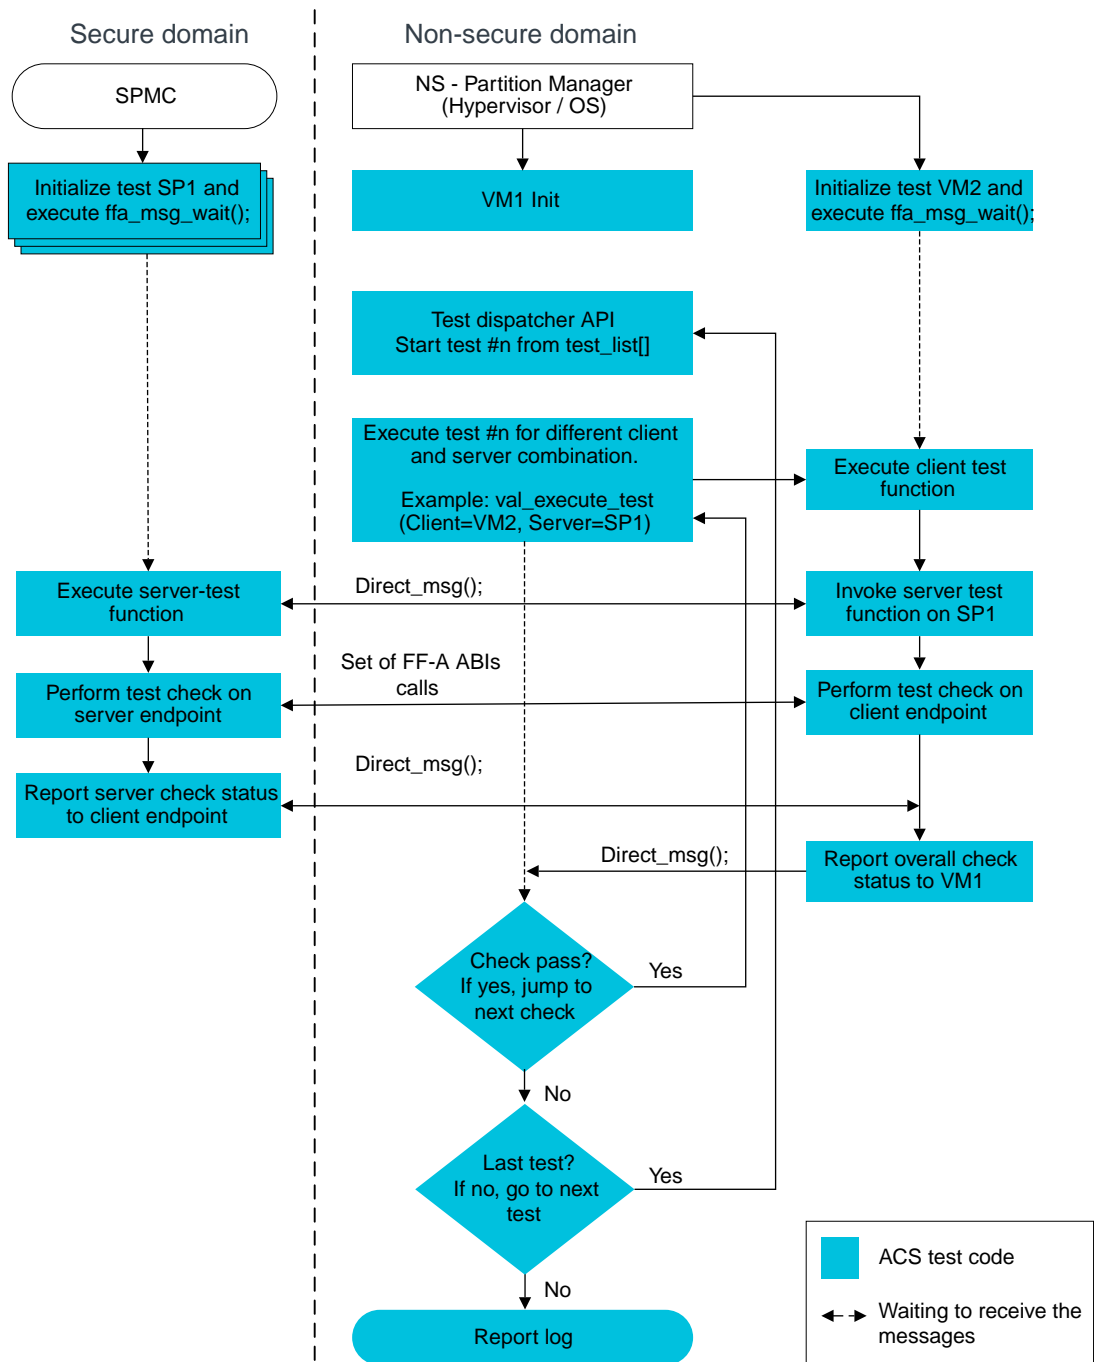 Secure domain
Non-secure domain
SPMC
NS - Partition Manager
(Hypervisor / OS)
Initialize test SP1 and
execute ffa_msg_wait();
VM1 Init
Initialize test VM2 and
execute ffa_msg_wait();
Test dispatcher API
Start test #n from test_list[]
Execute test #n for different client
and server combination.
Example: val_execute_test
(Client=VM2, Server=SP1)
Execute client test
function
Execute server-test
function
Direct_msg();
Invoke server test
function on SP1
Set of FF-A ABIs
calls
Perform test check on
server endpoint
Perform test check on
client endpoint
Direct_msg();
Report server check status
to client endpoint
Direct_msg();
Report overall check
status to VM1
Check pass?
If yes, jump to
next check
Yes
No
Last test?
If no, go to next
test
Yes
No
Report log
ACS test code
Waiting to receive the
messages